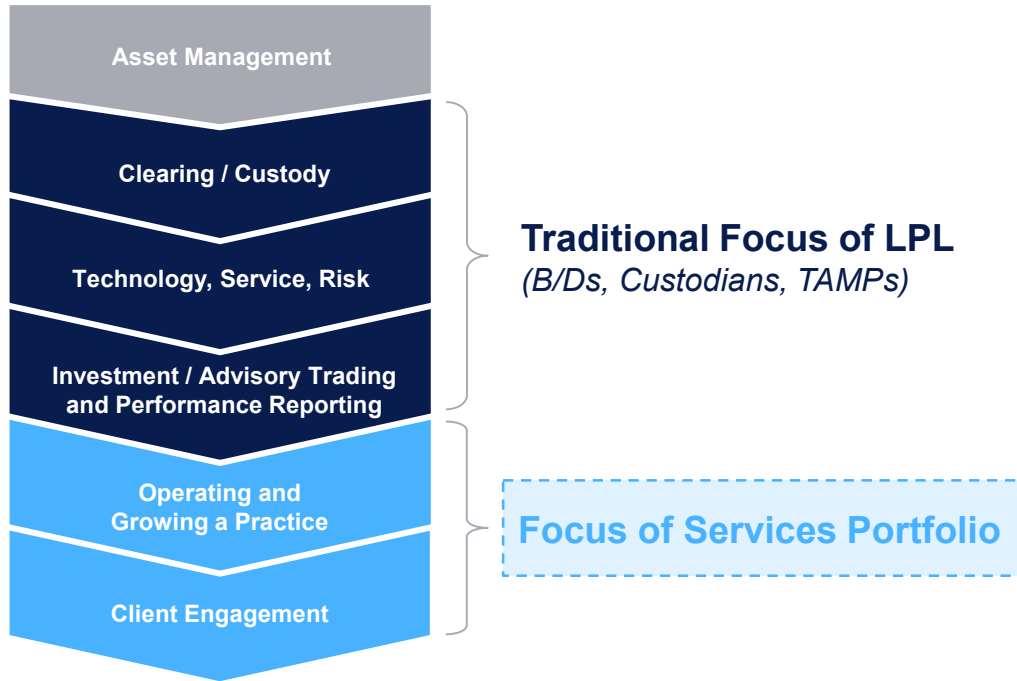 Asset Management
Clearing / Custody
Technology, Service, Risk
Investment / Advisory Trading
and Performance Reporting
Traditional Focus of LPL
(B/Ds, Custodians, TAMPs)
Operating and
Growing a Practice
Client Engagement
Focus of Services Portfolio